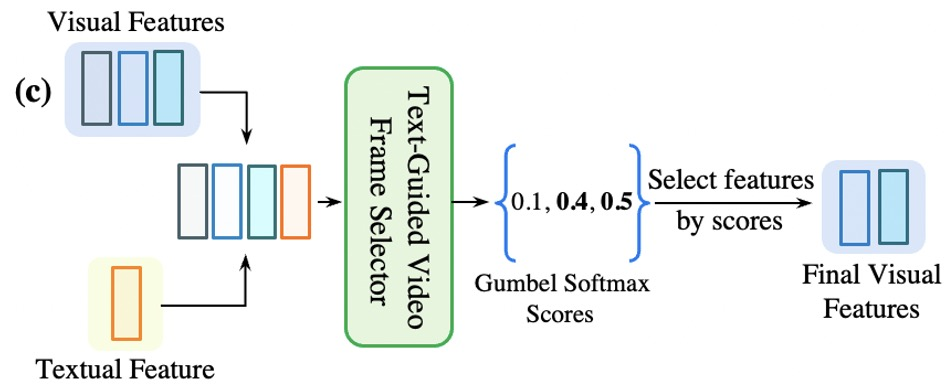 Visual Features
(c)
Textual Feature
Text-Guided Video
Frame Selector
0.1, 0.4, 0.5
Gumbel Softmax
Scores
Select features
by scores
Final Visual
Features